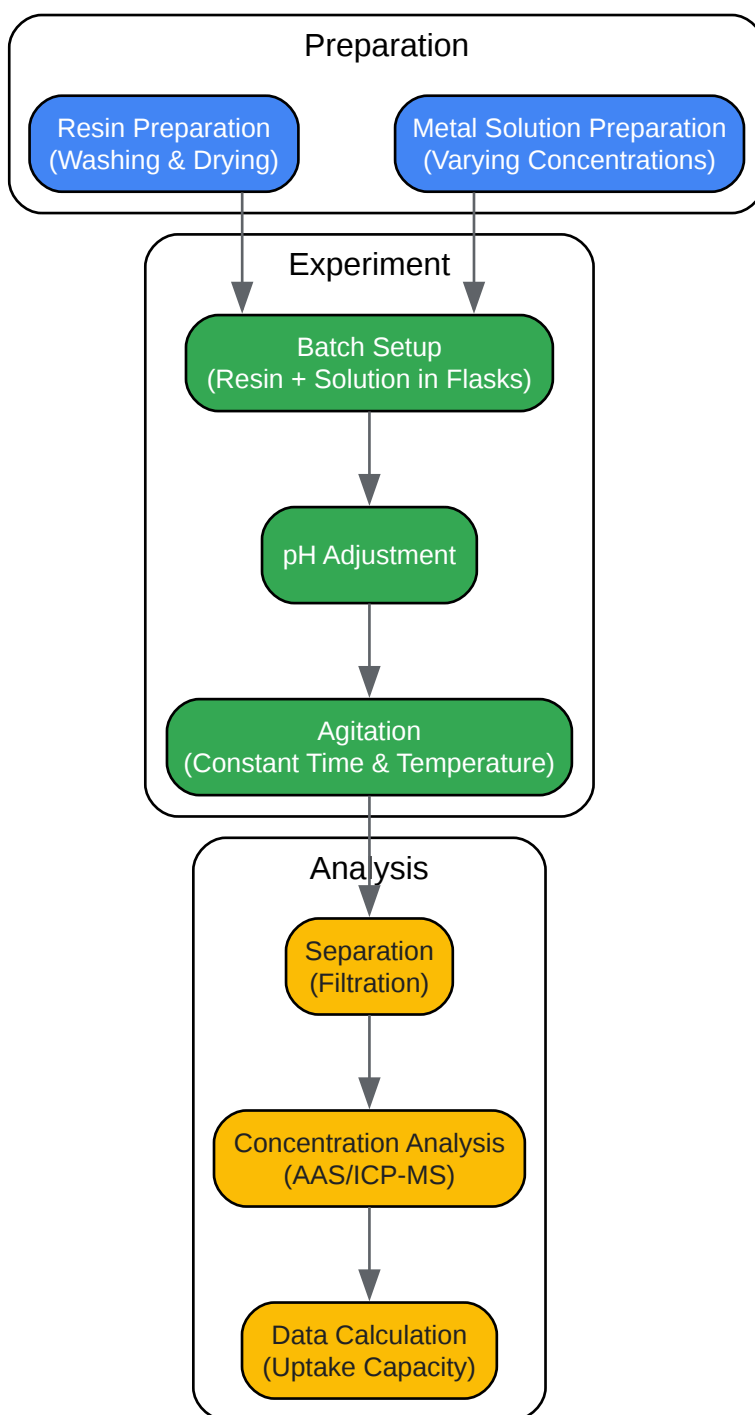 Preparation
Resin Preparation
(Washing & Drying)
Metal Solution Preparation
(Varying Concentrations)
Experiment
Batch Setup
(Resin + Solution in Flasks)
pH Adjustment
Agitation
(Constant Time & Temperature)
Analysis
Separation
(Filtration)
Concentration Analysis
(AAS/ICP-MS)
Data Calculation
(Uptake Capacity)